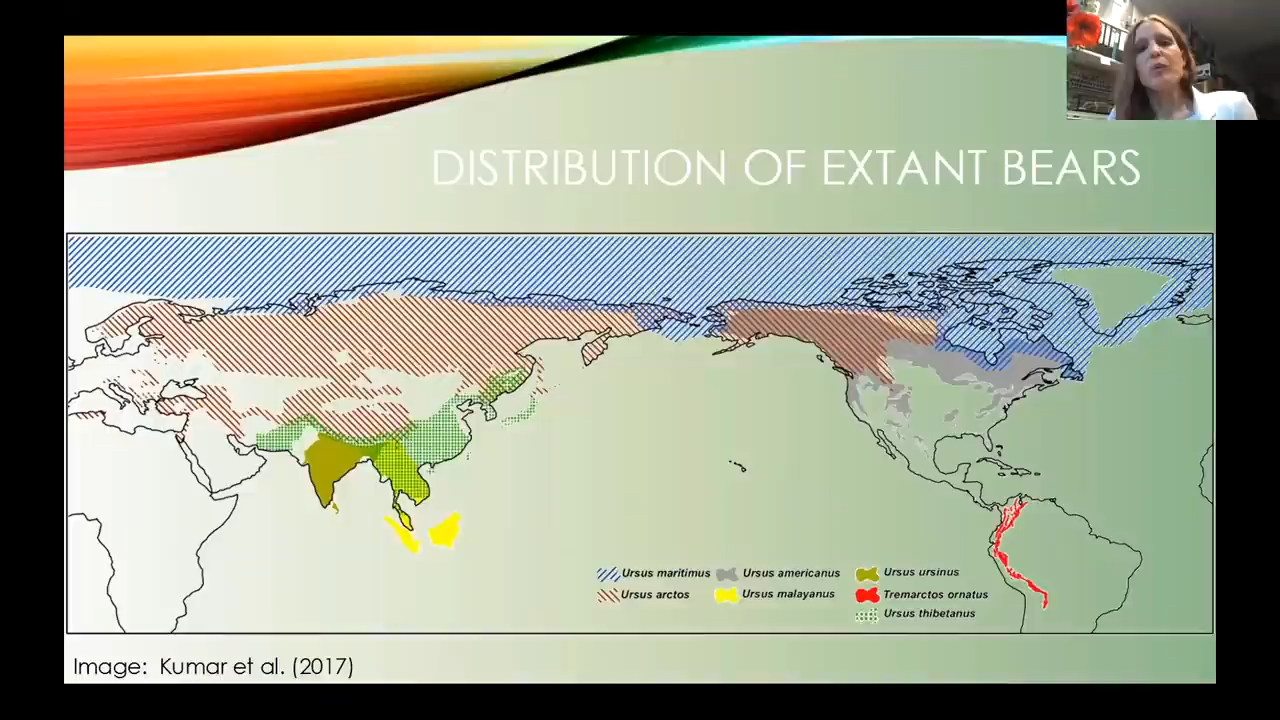 DISTRIBUTION OF EXTANT BEARS
Ursus maritimus Ursus americanus Ursus ursinus
Ursus arctos Ursus malayanus Tremarctos ornatus
Ursus thibetanus
Image: Kumar et al. (2017)